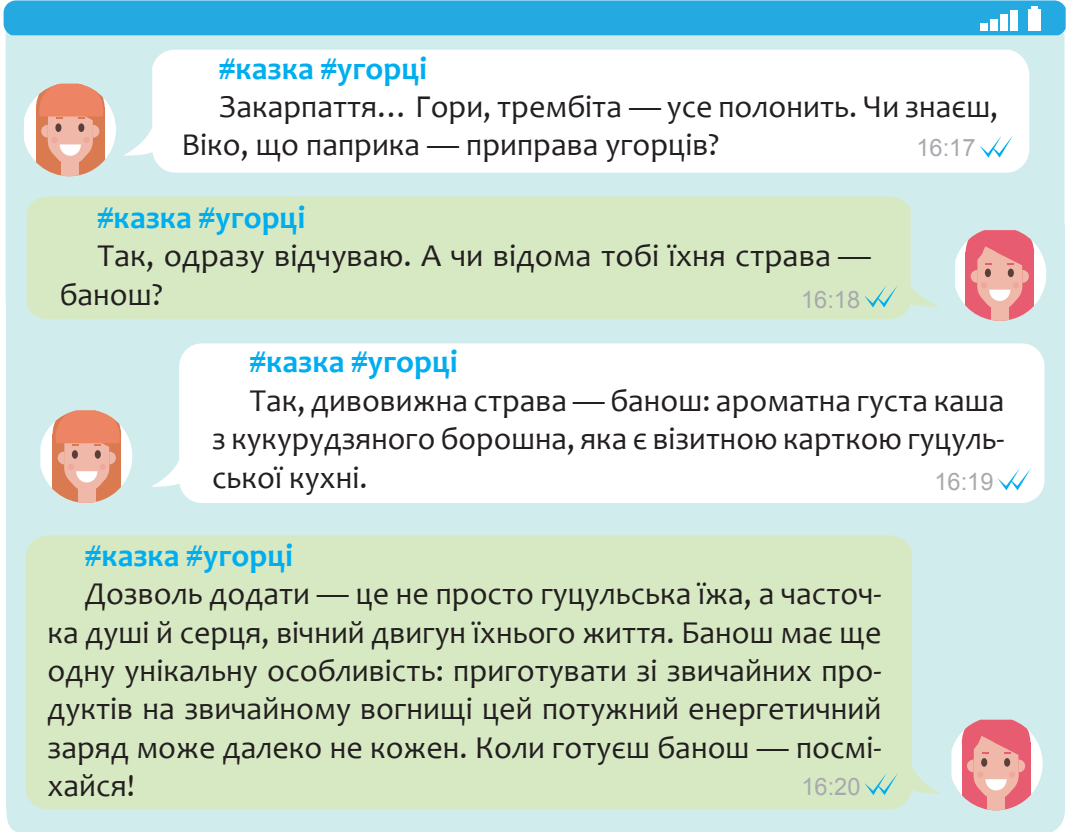 #казка #угорці
Закарпаття… Гори, трембіта — усе полонить. Чи знаєш,
Віко, що паприка — приправа угорців?
16:17
#казка #угорці
Так, одразу відчуваю. А чи відома тобі їхня страва —
банош?
16:18
#казка #угорці
Так, дивовижна страва — банош: ароматна густа каша
з кукурудзяного борошна, яка є візитною карткою гуцуль-
ської кухні.
16:19
#казка #угорці
Дозволь додати — це не просто гуцульська їжа, а часточ-
ка душі й серця, вічний двигун їхнього життя. Банош має ще
одну унікальну особливість: приготувати зі звичайних про-
дуктів на звичайному вогнищі цей потужний енергетичний
заряд може далеко не кожен. Коли готуєш банош — посмі-
хайся!
16:20